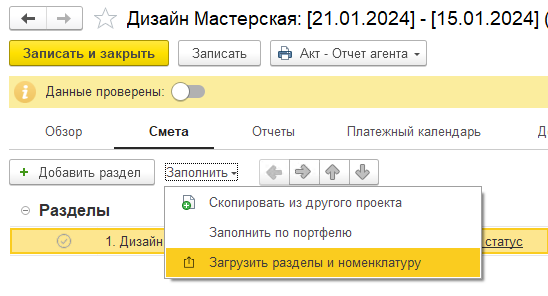 Дизайн Мастерская: [21.01.2024] - [15.01.2024] (
Записать и закрыть Записать Акт - Отчет агента
Данные проверены:
Обзор Смета Отчеты Платежный календарь
+ Добавить раздел Заполнить
Скопировать из другого проекта
Разделы Заполнить по портфелю
1. Дизайн статус
Загрузить разделы и номенклатуру